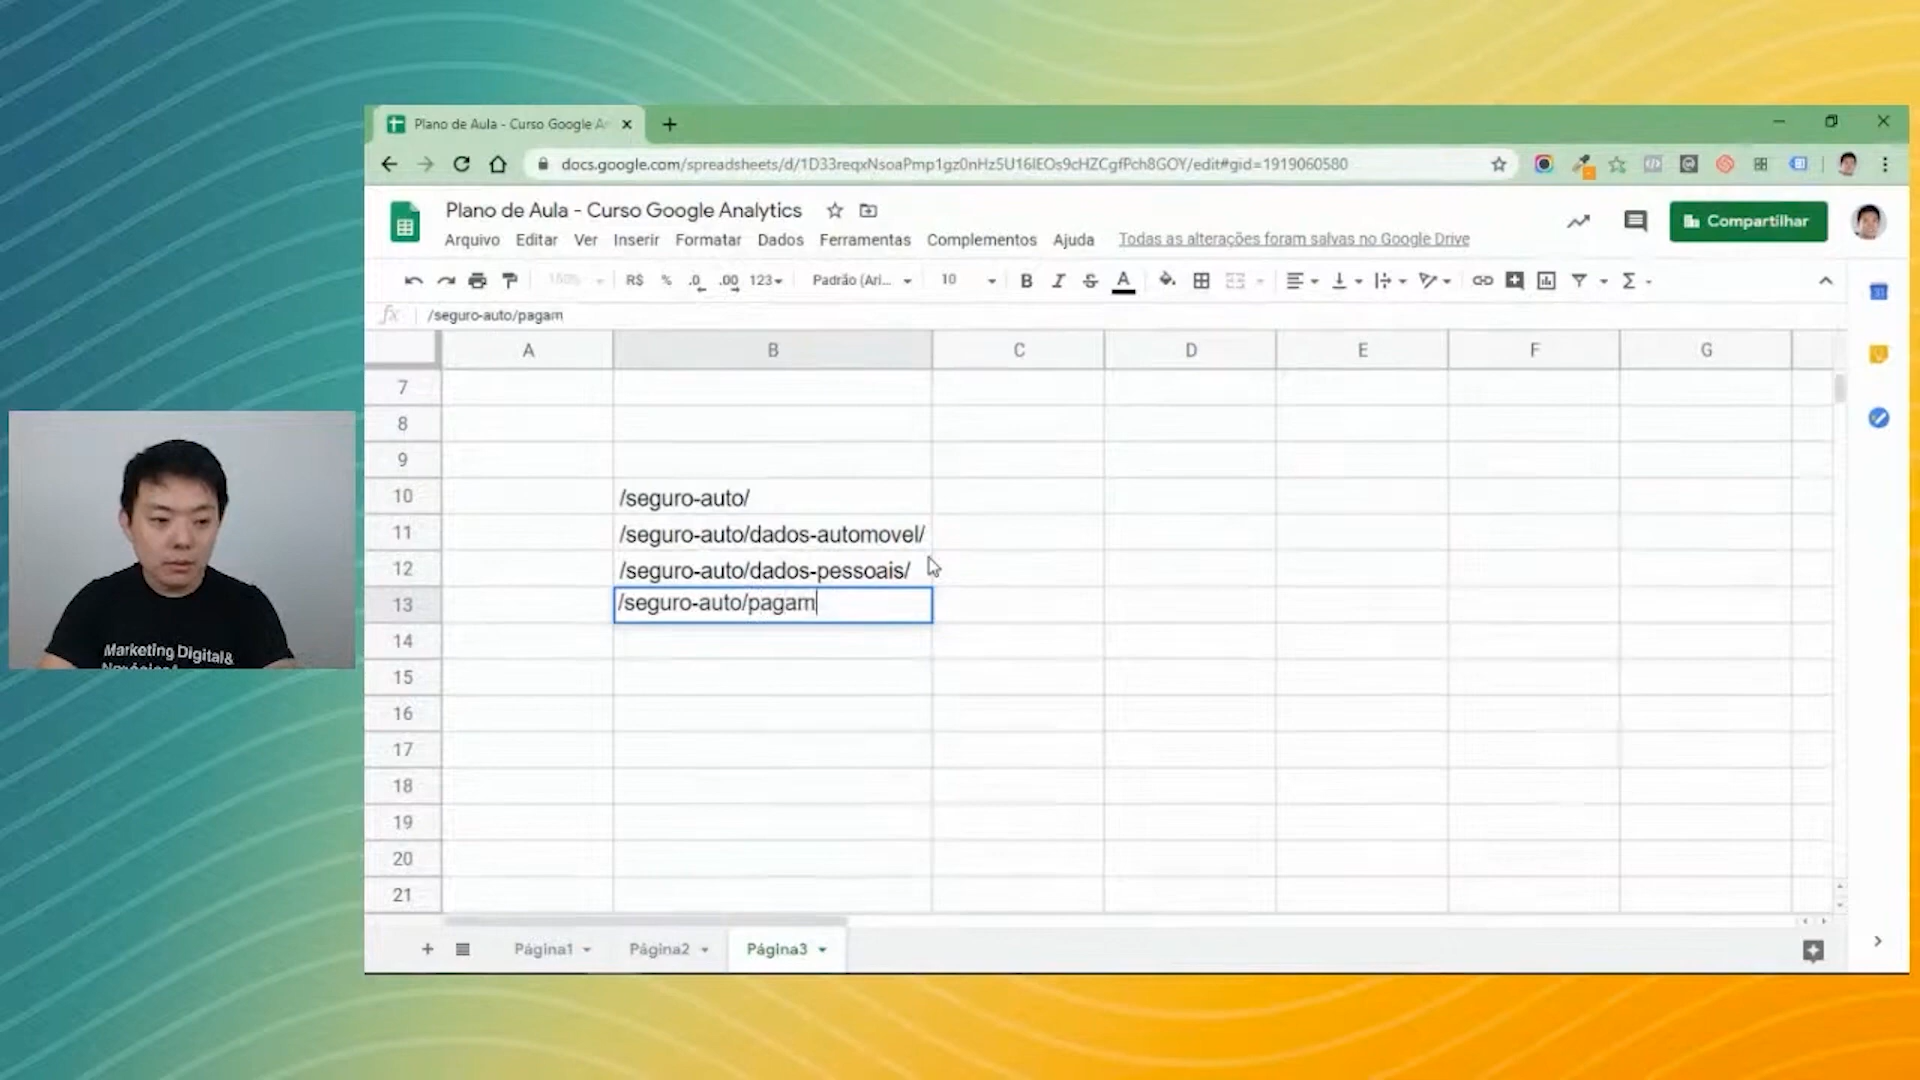 Plano de Aula - Curso Google A
docs.google.com/spreadsheets/d/1D33reqxNsoaPmp1gz0nHz5U16IEOs9cHZCgfPch8GOY/edit#gid=1919060580
Plano de Aula - Curso Google Analytics
Arquivo Editar Ver Inserir Formatar Dados Ferramentas Complementos Ajuda Todas as alterações foram salvas no Google Drive
Compartilhar
150% R$ % .0 .00 123 Padrão (Ari... 10 B I S A
fx /seguro-auto/pagam
A B C D E F G
7
8
9
10 /seguro-auto/
11 /seguro-auto/dados-automovel/
12 /seguro-auto/dados-pessoais/
13 /seguro-auto/pagam
14
15
16
17
18
19
20
21
Marketing Digital&
Página1 Página2 Página3